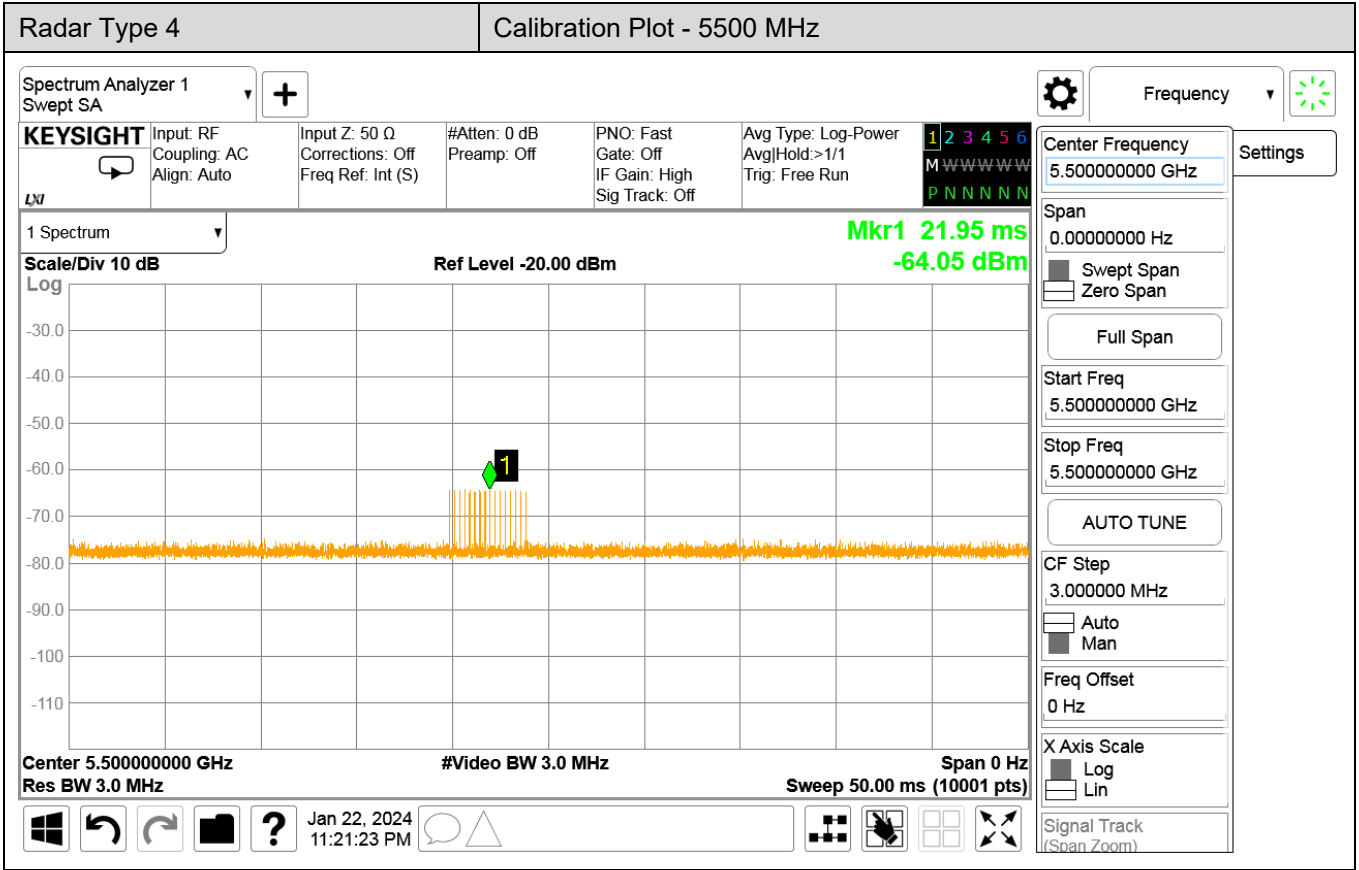 Radar Type 4
Calibration Plot - 5500 MHz
Spectrum Analyzer 1
Swept SA
Frequency
KEYSIGHT
LXI
Input: RF
Coupling: AC
Align: Auto
Input Z: 50 Ω
Corrections: Off
Freq Ref: Int (S)
#Atten: 0 dB
Preamp: Off
PNO: Fast
Gate: Off
IF Gain: High
Sig Track: Off
Avg Type: Log-Power
Avg|Hold:>1/1
Trig: Free Run
1 2 3 4 5 6
M W W W W W
P N N N N N
1 Spectrum
Mkr1 21.95 ms
-64.05 dBm
Scale/Div 10 dB
Ref Level -20.00 dBm
Log
-30.0
-40.0
-50.0
-60.0
-70.0
-80.0
-90.0
-100
-110
1
Center 5.500000000 GHz
#Video BW 3.0 MHz
Span 0 Hz
Res BW 3.0 MHz
Sweep 50.00 ms (10001 pts)
?
Jan 22, 2024
11:21:23 PM
Center Frequency
5.500000000 GHz
Settings
Span
0.00000000 Hz
Swept Span
Zero Span
Full Span
Start Freq
5.500000000 GHz
Stop Freq
5.500000000 GHz
AUTO TUNE
CF Step
3.000000 MHz
Auto
Man
Freq Offset
0 Hz
X Axis Scale
Log
Lin
Signal Track
(Span Zoom)